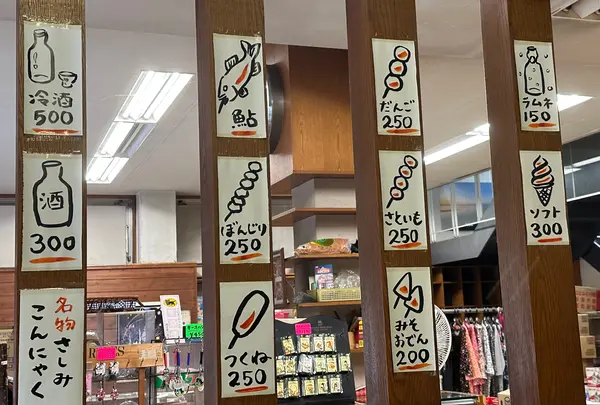 冷酒
500
酒
300
名物
さしみ
こんにゃく
鮎
ぼんじり
250
つくね
250
だんご
250
さといも
250
みそ
おでん
200
ラムネ
150
ソフト
300